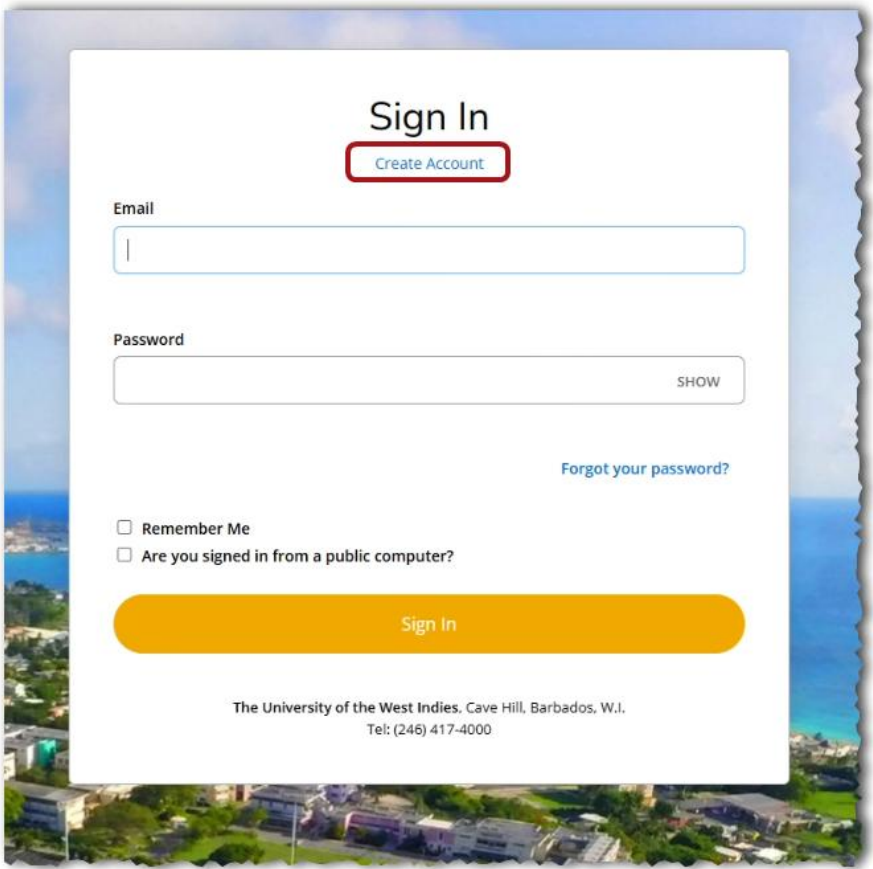 Sign In
Create Account
Email
Password
SHOW
Forgot your password?
Remember Me
Are you signed in from a public computer?
Sign In
The University of the West Indies, Cave Hill, Barbados, W.I.
Tel: (246) 417-4000